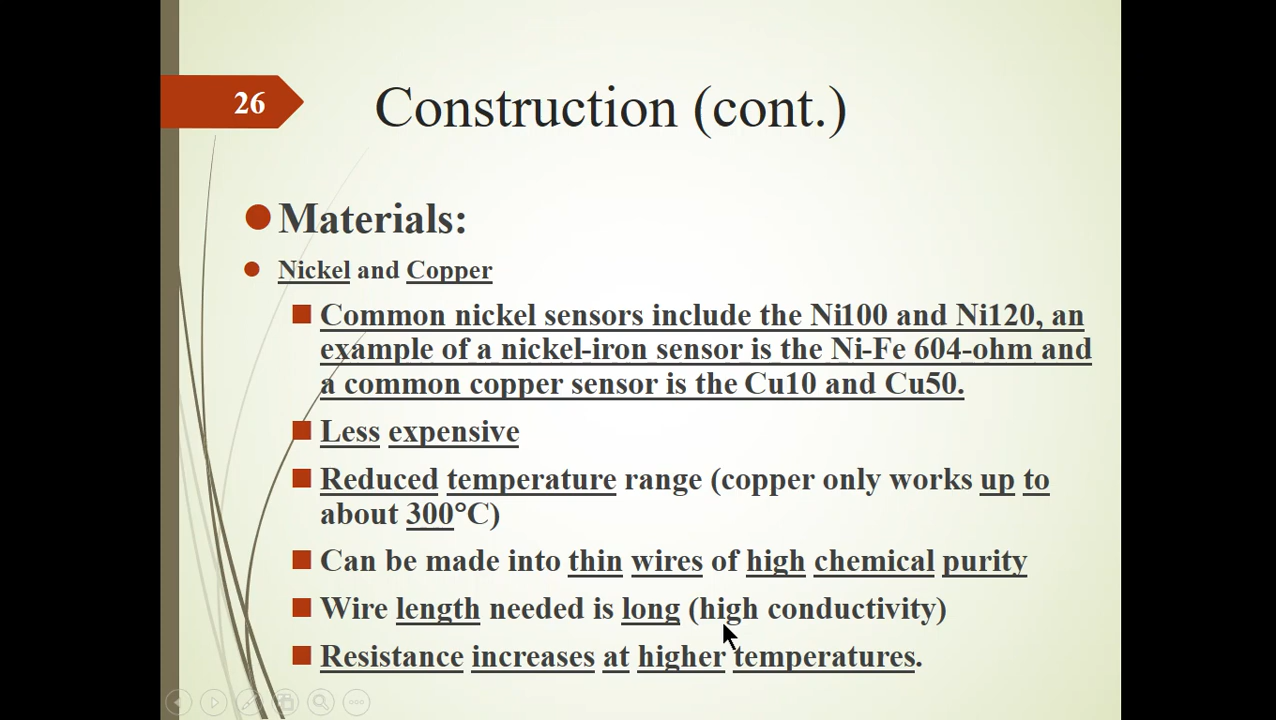 26
Construction (cont.)
Materials:
Nickel and Copper
Common nickel sensors include the Ni100 and Ni120, an
example of a nickel-iron sensor is the Ni-Fe 604-ohm and
a common copper sensor is the Cu10 and Cu50.
Less expensive
Reduced temperature range (copper only works up to
about 300°C)
Can be made into thin wires of high chemical purity
Wire length needed is long (high conductivity)
Resistance increases at higher temperatures.